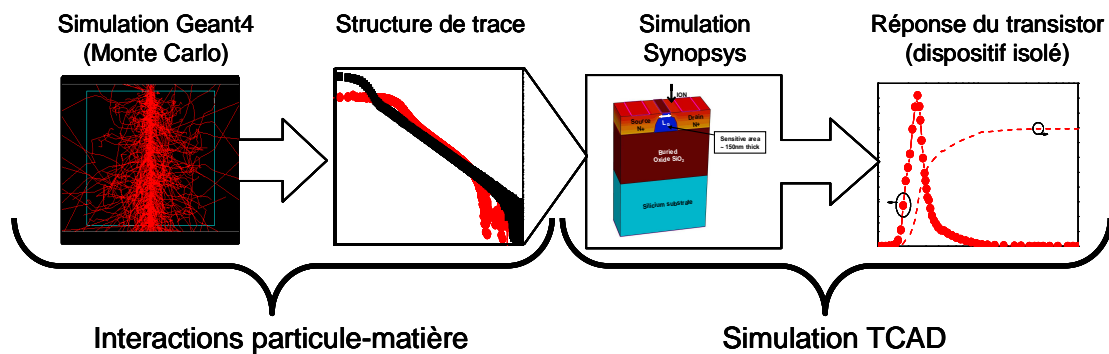 Simulation Geant4
(Monte Carlo)
Structure de trace
Simulation
Synopsys
Réponse du transistor
(dispositif isolé)
ION
Source
N+
Drain
N+
Sensitive area
~ 150nm thick
Buried
Oxide SiO2
Silicium substrate
Interactions particule-matière
Simulation TCAD